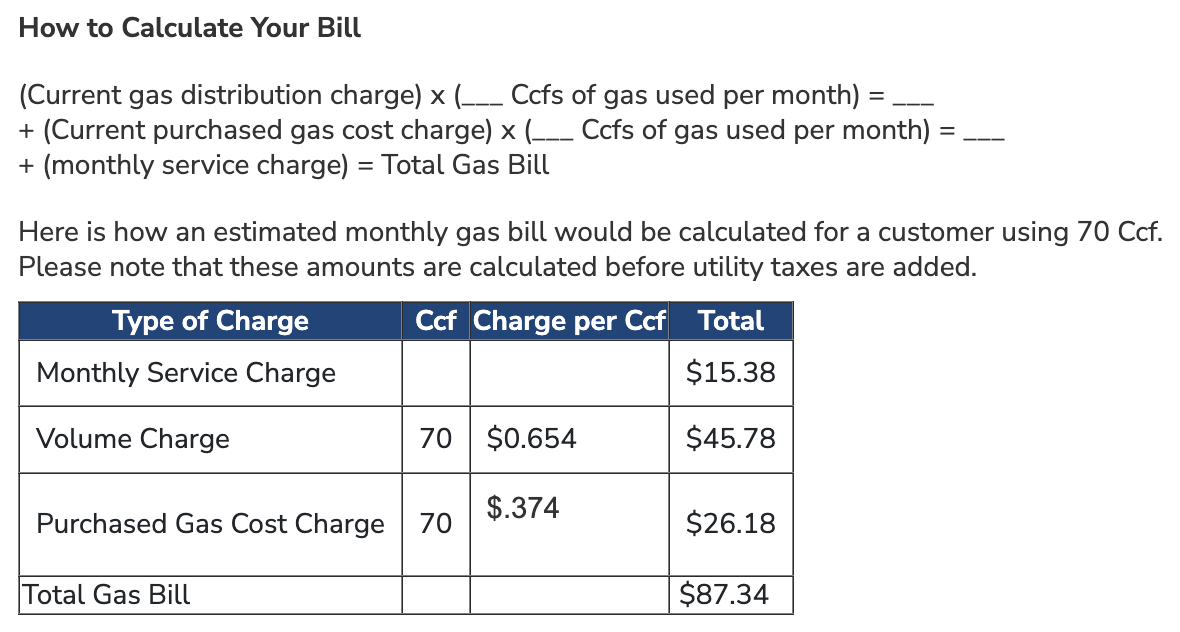 How to Calculate Your Bill
(Current gas distribution charge) x (___ Ccfs of gas used per month) = ___
+ (Current purchased gas cost charge) x (___ Ccfs of gas used per month) = ___
+ (monthly service charge) = Total Gas Bill
Here is how an estimated monthly gas bill would be calculated for a customer using 70 Ccf.
Please note that these amounts are calculated before utility taxes are added.
Type of Charge Ccf Charge per Ccf Total
Monthly Service Charge $15.38
Volume Charge 70 $0.654 $45.78
Purchased Gas Cost Charge 70 $.374 $26.18
Total Gas Bill $87.34